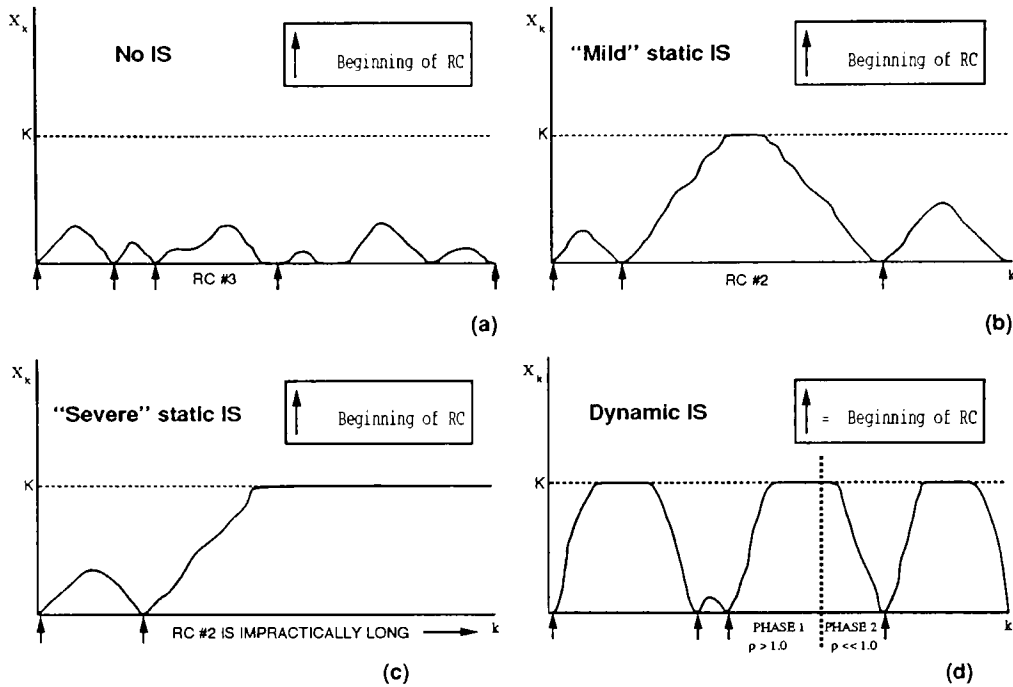 X_k
No IS
Beginning of RC
K
RC #3
(a)
X_k
"Mild" static IS
Beginning of RC
K
RC #2
k
(b)
X_k
"Severe" static IS
Beginning of RC
K
RC #2 IS IMPRACTICALLY LONG
k
(c)
X_k
Dynamic IS
= Beginning of RC
K
PHASE 1
ρ > 1.0
PHASE 2
ρ << 1.0
k
(d)